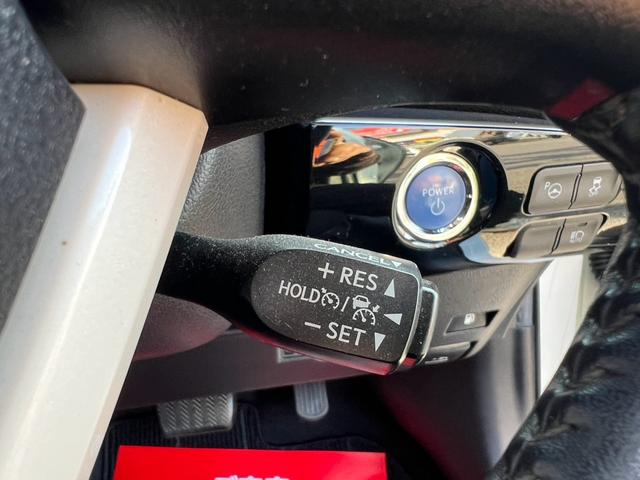 POWER
P
CANCEL▼
+ RES ▲
HOLD / ◀
− SET ▼